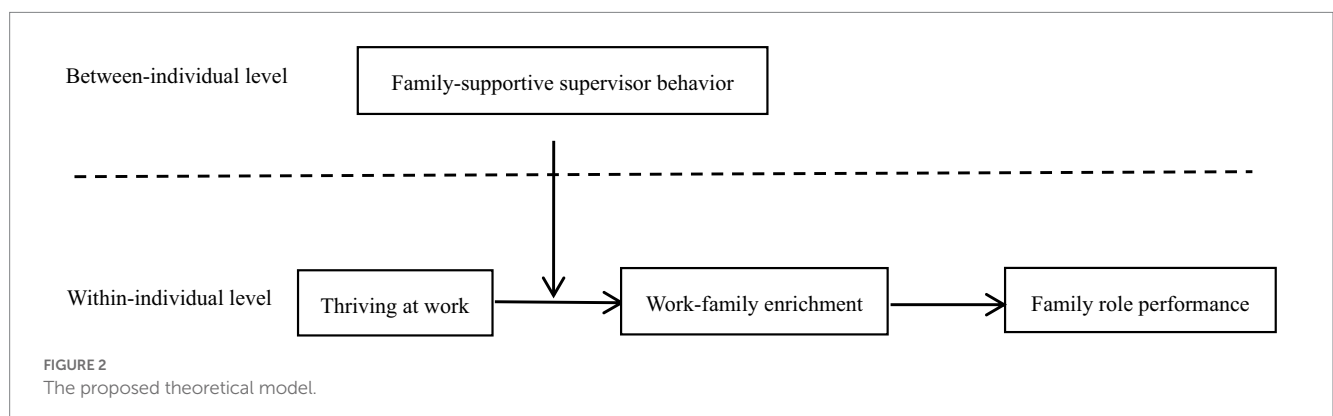 Between-individual level
Family-supportive supervisor behavior
Within-individual level
Thriving at work
Work-family enrichment
Family role performance
FIGURE 2
The proposed theoretical model.